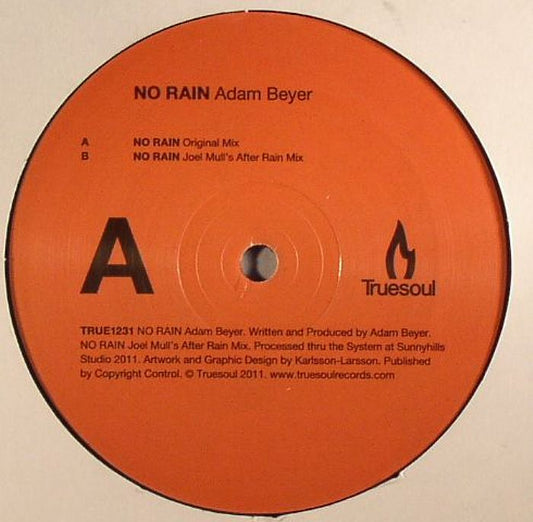 NO RAIN Adam Beyer
A NO RAIN Original Mix
B NO RAIN Joel Mull's After Rain Mix
A
Truesoul
TRUE1231 NO RAIN Adam Beyer. Written and Produced by Adam Beyer.
NO RAIN Joel Mull's After Rain Mix. Processed thru the System at Sunnyhills
Studio 2011. Artwork and Graphic Design by Karlsson-Larsson. Published
by Copyright Control. © Truesoul 2011. www.truesoulrecords.com